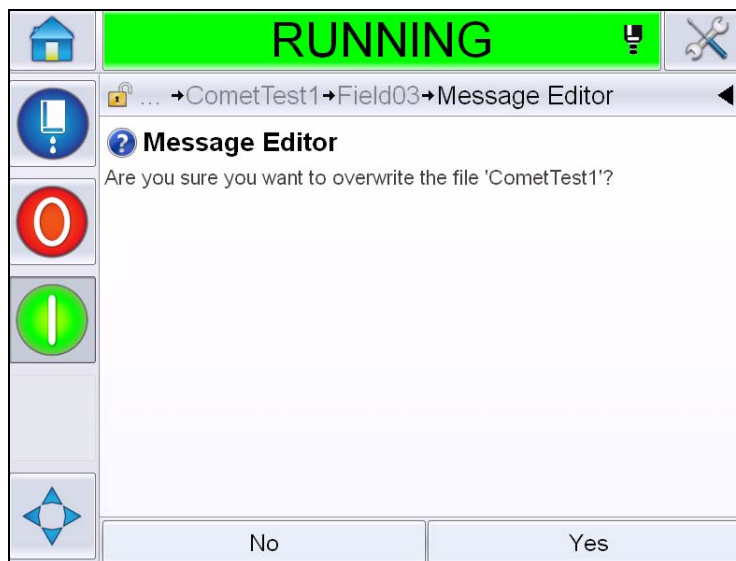 RUNNING
... →CometTest1→Field03→Message Editor
Message Editor
Are you sure you want to overwrite the file 'CometTest1'?
No
Yes